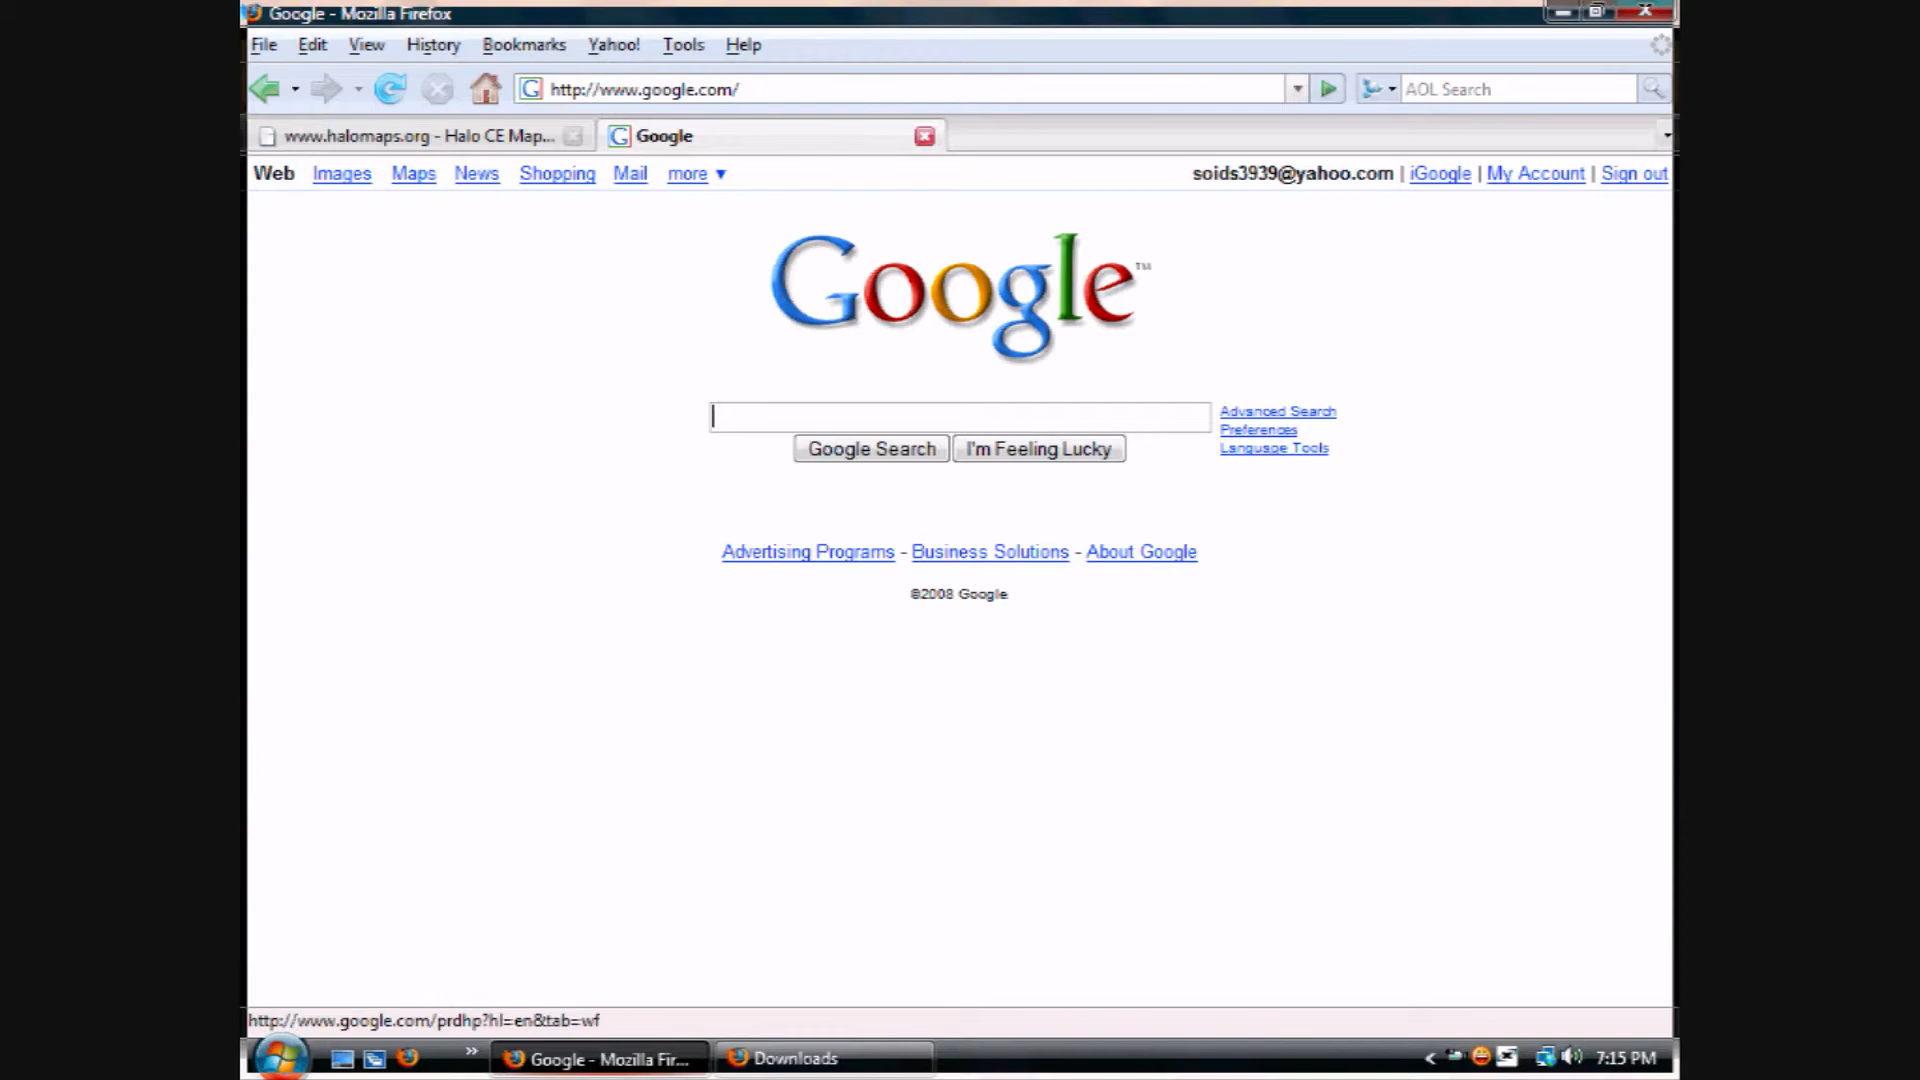 Google - Mozilla Firefox
File Edit View History Bookmarks Yahoo! Tools Help
http://www.google.com/ AOL Search
www.halomaps.org - Halo CE Map... Google
Web Images Maps News Shopping Mail more ▼ soids3939@yahoo.com | iGoogle | My Account | Sign out
Google™
Advanced Search
Preferences
Language Tools
Google Search I'm Feeling Lucky
Advertising Programs - Business Solutions - About Google
©2008 Google
http://www.google.com/prdhp?hl=en&tab=wf
Google - Mozilla Fir... Downloads 7:15 PM